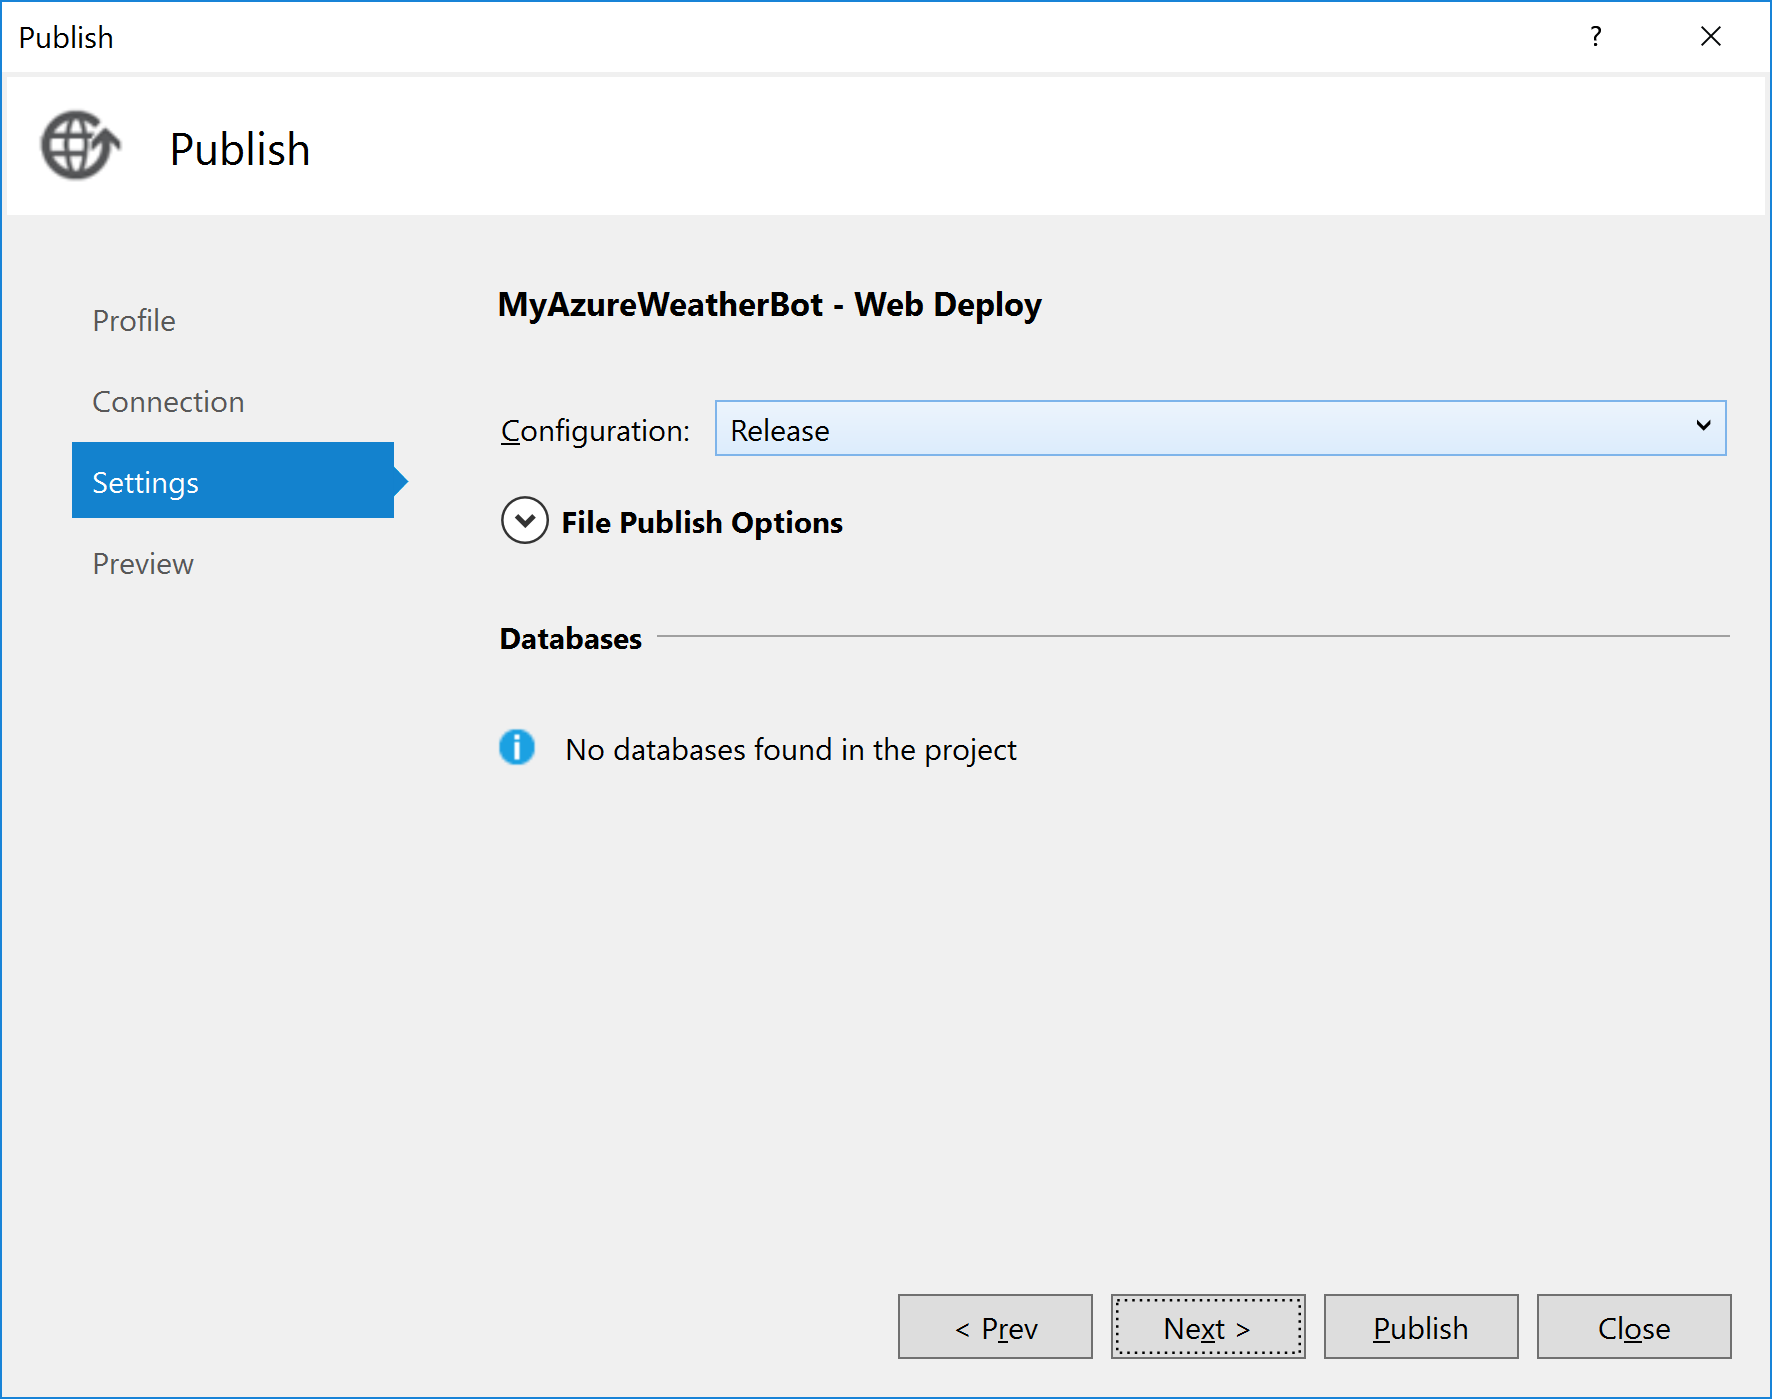 Publish
?
Publish
Profile
Connection
Settings
Preview
MyAzureWeatherBot - Web Deploy
Configuration: Release
File Publish Options
Databases
No databases found in the project
< Prev Next > Publish Close